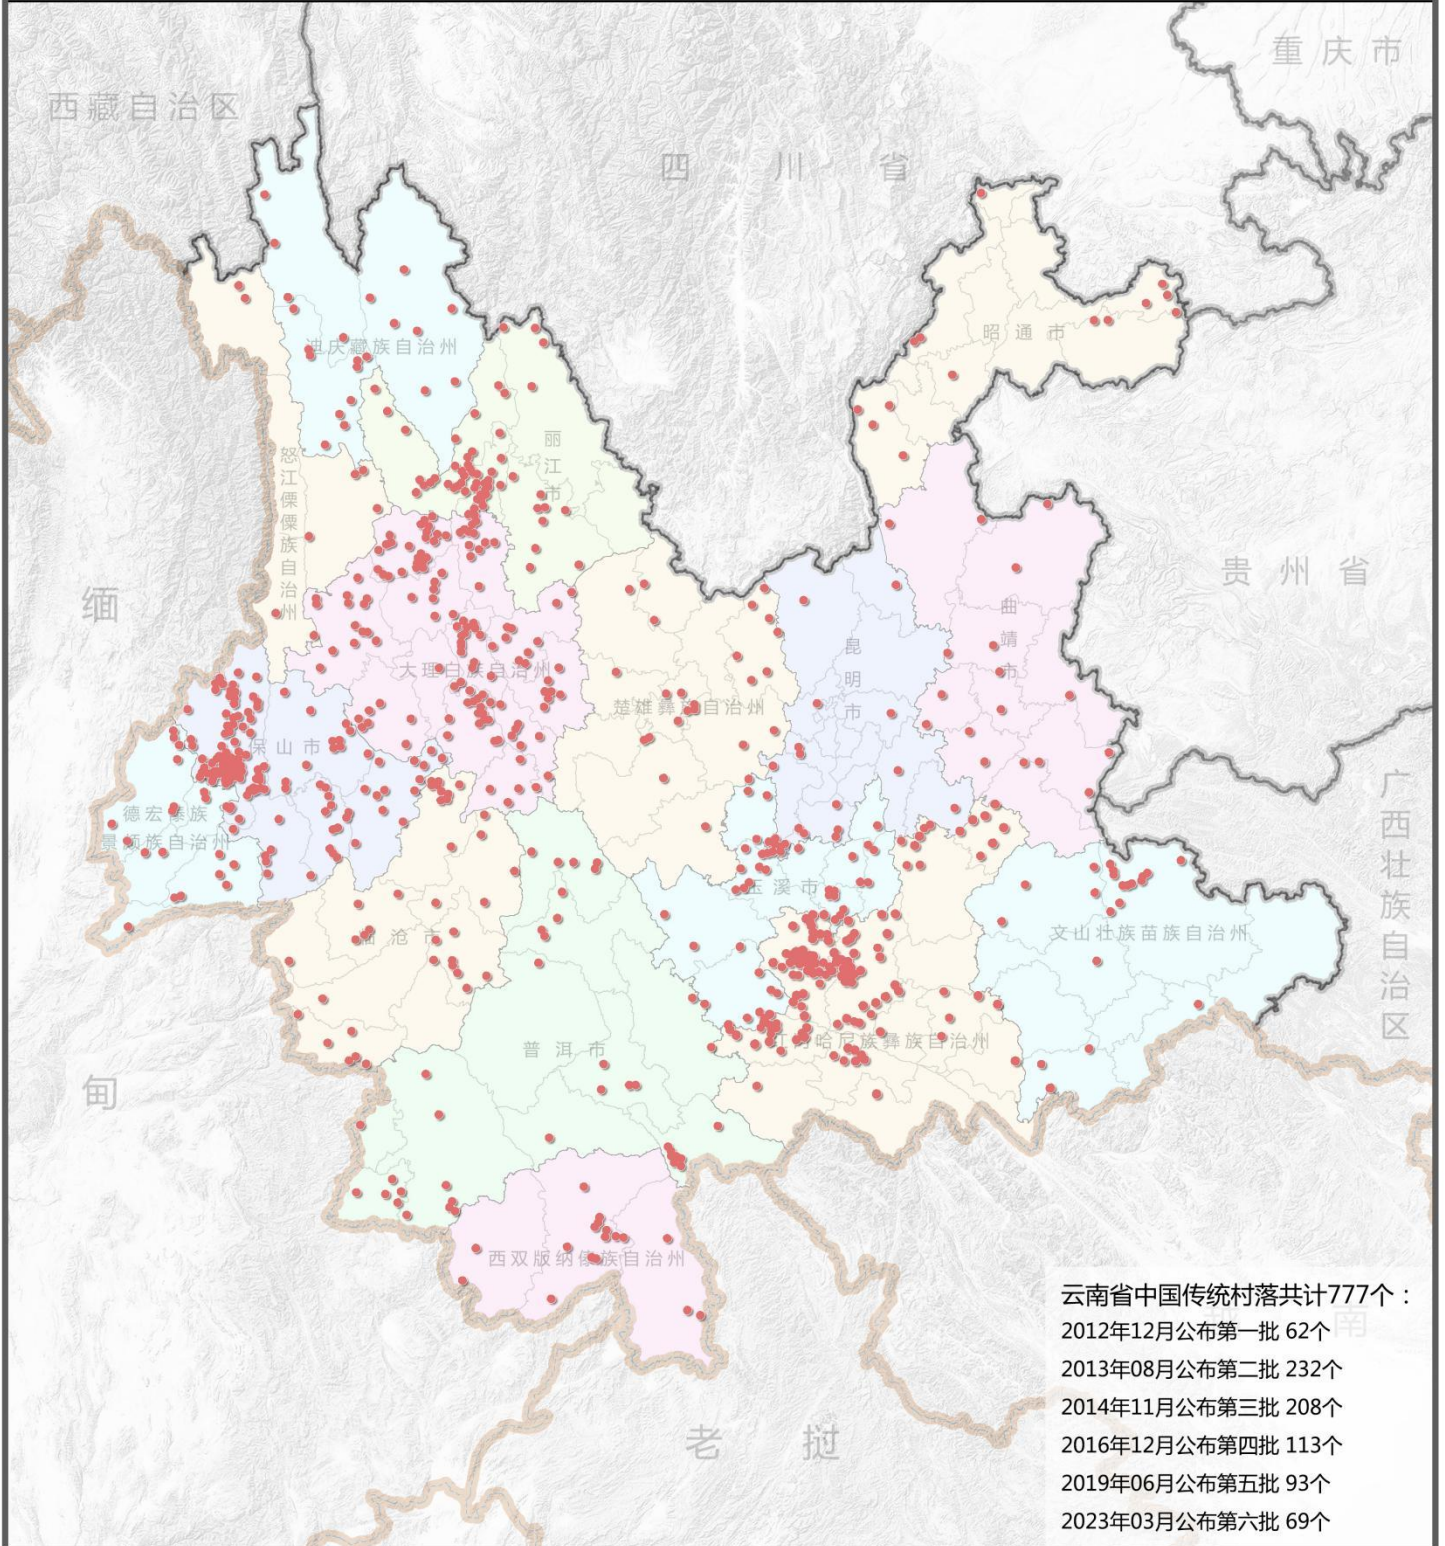 重庆市
西藏自治区
四川省
昭通市
迪庆藏族自治州
丽江市
怒江傈僳族自治州
贵州省
缅
曲靖市
昆明市
大理白族自治州
楚雄彝族自治州
保山市
德宏傣族
景颇族自治州
广西壮族自治区
玉溪市
临沧市
文山壮族苗族自治州
红河哈尼族彝族自治州
普洱市
甸
西双版纳傣族自治州
云南省中国传统村落共计777个：
南
2012年12月公布第一批 62个
2013年08月公布第二批 232个
2014年11月公布第三批 208个
老挝
2016年12月公布第四批 113个
2019年06月公布第五批 93个
2023年03月公布第六批 69个